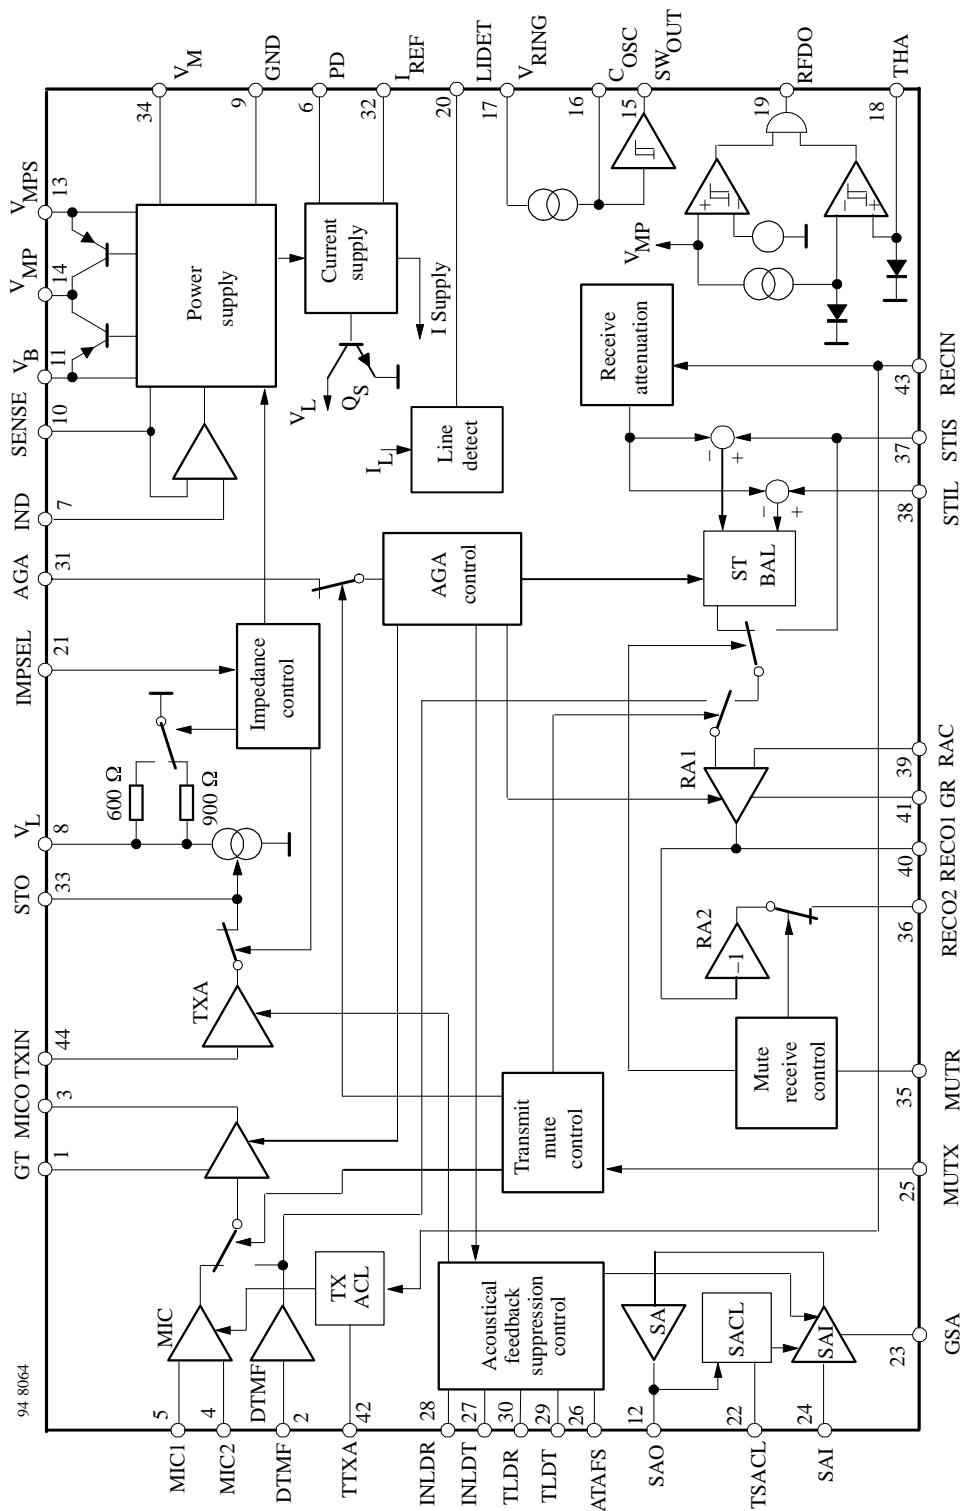 94 8064
GT
1
MICO
3
TXIN
44
STO
33
V_L
8
IMPSEL
21
AGA
31
IND
7
SENSE
10
V_B
11
V_MP
14
V_MPS
13
MIC1
5
MIC2
4
DTMF
2
TTXA
42
INLDR
28
INLDT
27
TLDR
30
TLDT
29
ATAFS
26
SAO
12
TSACL
22
SAI
24
V_M
34
GND
9
PD
6
I_REF
32
LIDET
20
V_RING
17
C_OSC
16
SW_OUT
15
RFDO
19
THA
18
GSA
23
MUTX
25
MUTR
35
RECO2
36
RECO1
40
GR
41
RAC
39
STIL
38
STIS
37
RECIN
43
MIC
DTMF
TX
ACL
TXA
600 Ω
900 Ω
Impedance
control
Power
supply
Current
supply
I Supply
V_L
Q_S
I_L
Line
detect
AGA
control
Transmit
mute
control
Acoustical
feedback
suppression
control
SA
SACL
SAI
Mute
receive
control
RA2
–1
RA1
ST
BAL
–
+
–
+
Receive
attenuation
V_MP
+
–
–
+